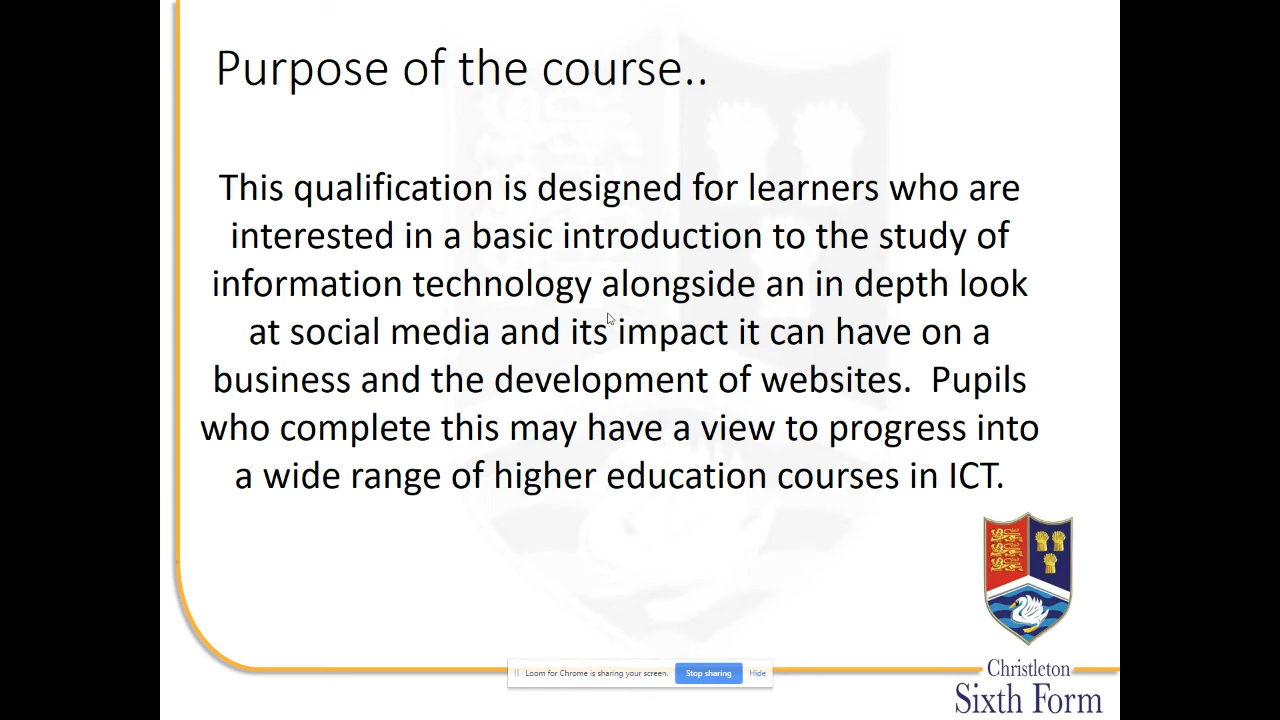 Purpose of the course..
This qualification is designed for learners who are
interested in a basic introduction to the study of
information technology alongside an in depth look
at social media and its impact it can have on a
business and the development of websites.  Pupils
who complete this may have a view to progress into
a wide range of higher education courses in ICT.
Loom for Chrome is sharing your screen. Stop sharing Hide
Christleton
Sixth Form